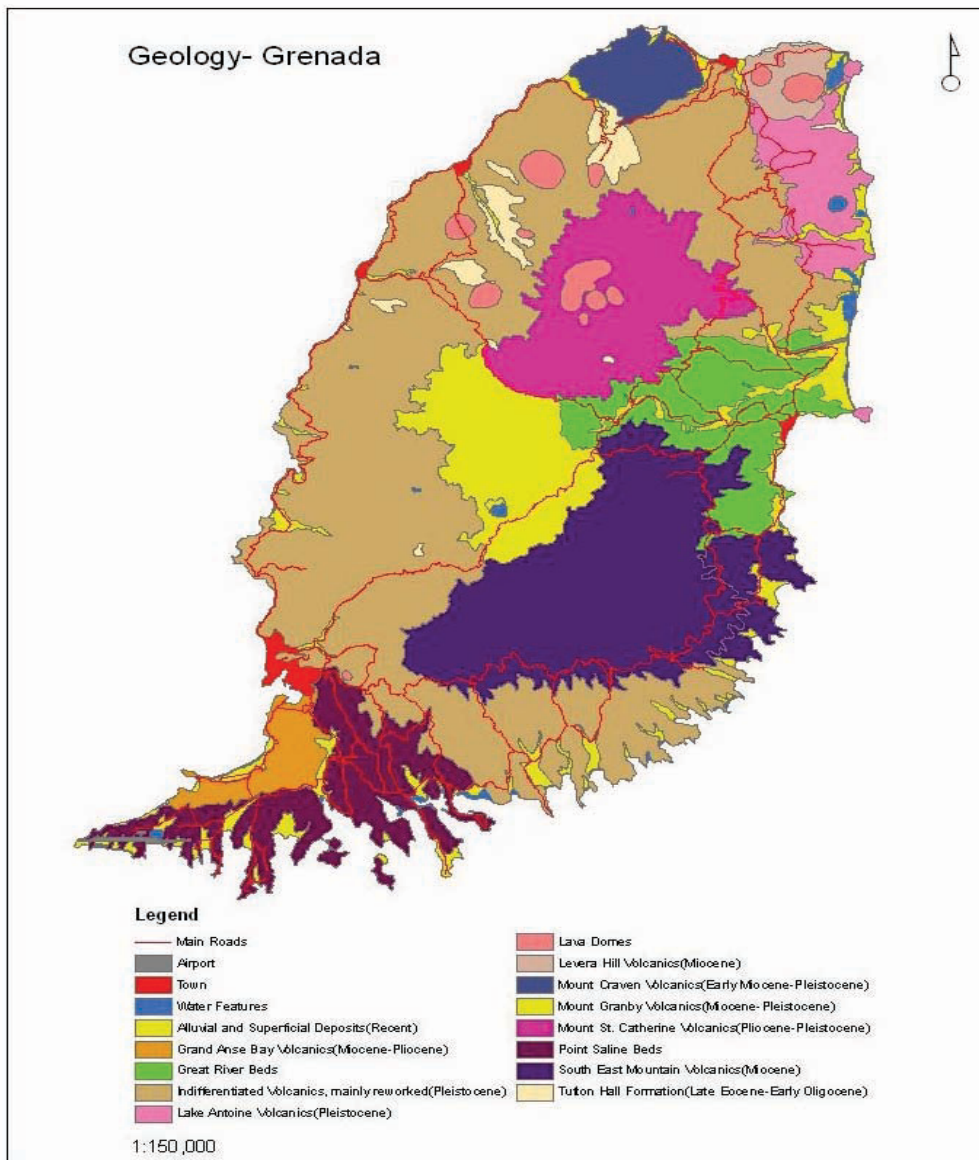 Geology- Grenada
Legend
Main Roads
Airport
Town
Water Features
Alluvial and Superficial Deposits(Recent)
Grand Anse Bay Volcanics(Miocene-Pliocene)
Great River Beds
Indifferentiated Volcanics, mainly reworked(Pleistocene)
Lake Antoine Volcanics(Pleistocene)
Lava Domes
Levera Hill Volcanics(Miocene)
Mount Craven Volcanics(Early Miocene-Pleistocene)
Mount Granby Volcanics(Miocene-Pleistocene)
Mount St. Catherine Volcanics(Pliocene-Pleistocene)
Point Saline Beds
South East Mountain Volcanics(Miocene)
Tufton Hall Formation(Late Eocene-Early Oligocene)
1:150,000